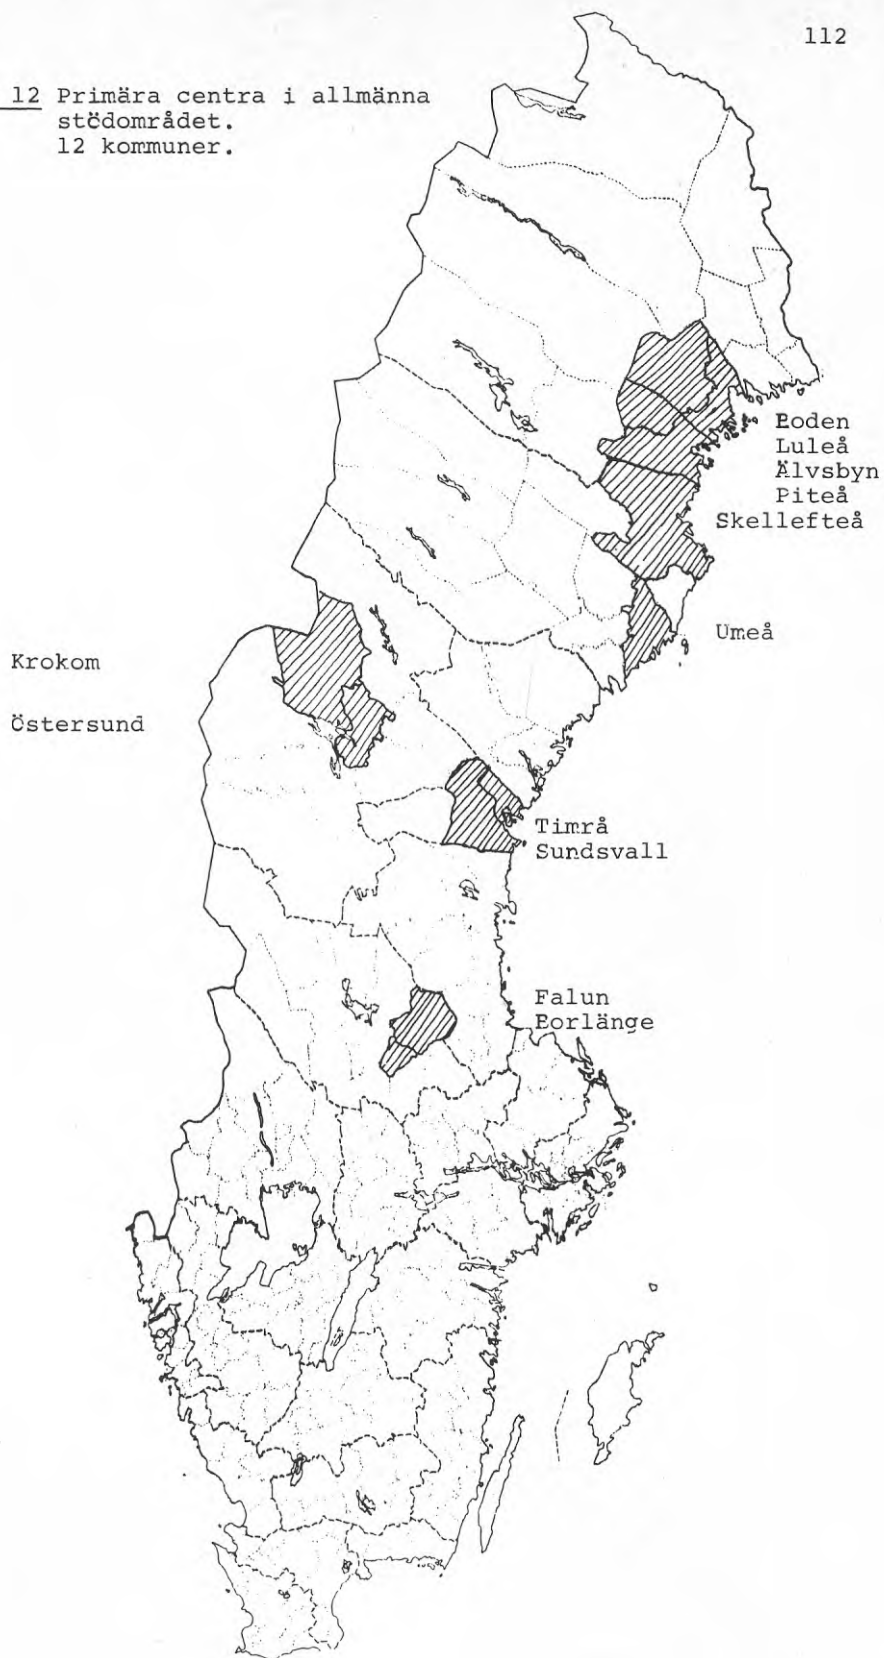 112
12 Primära centra i allmänna
stödområdet.
12 kommuner.
Boden
Luleå
Älvsbyn
Piteå
Skellefteå
Umeå
Krokom
Östersund
Timrå
Sundsvall
Falun
Borlänge